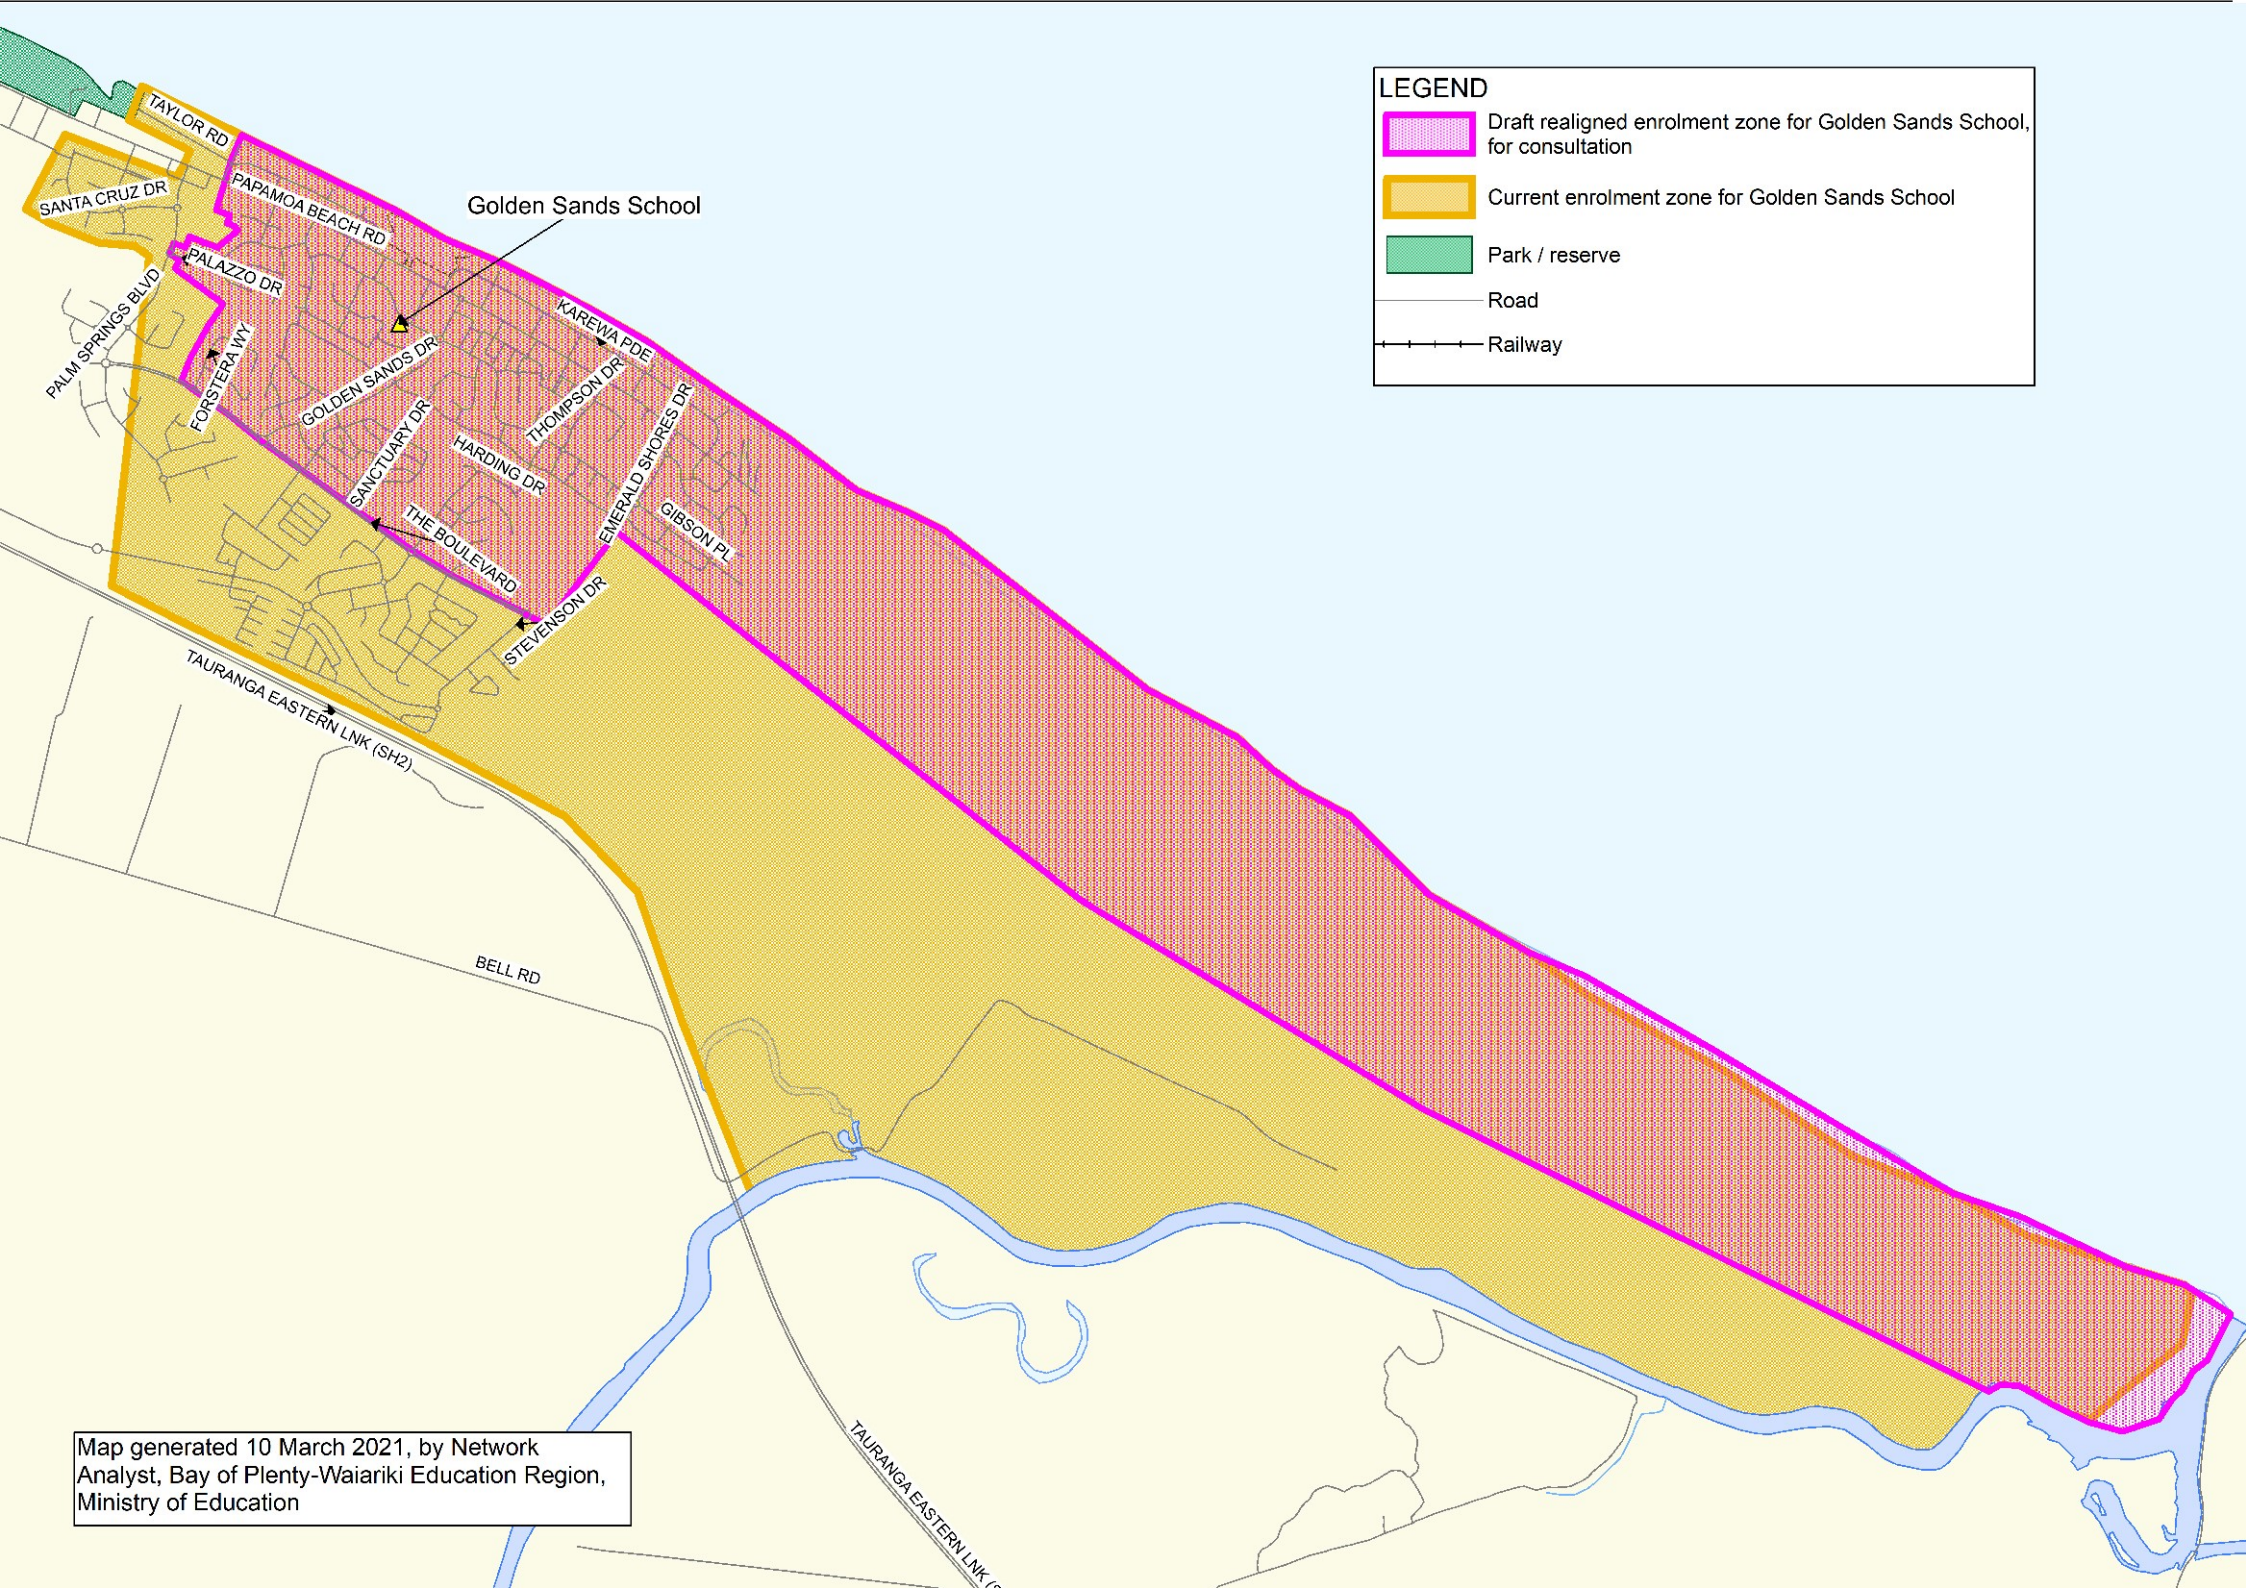 TAYLOR RD
SANTA CRUZ DR
PAPAMOA BEACH RD
Golden Sands School
PALAZZO DR
PALM SPRINGS BLVD
FORSTERA WY
KAREWA PDE
GOLDEN SANDS DR
THOMPSON DR
SANCTUARY DR
HARDING DR
EMERALD SHORES DR
GIBSON PL
THE BOULEVARD
STEVENSON DR
TAURANGA EASTERN LNK (SH2)
BELL RD
TAURANGA EASTERN LNK (
LEGEND
Draft realigned enrolment zone for Golden Sands School,
for consultation
Current enrolment zone for Golden Sands School
Park / reserve
Road
Railway
Map generated 10 March 2021, by Network
Analyst, Bay of Plenty-Waiariki Education Region,
Ministry of Education